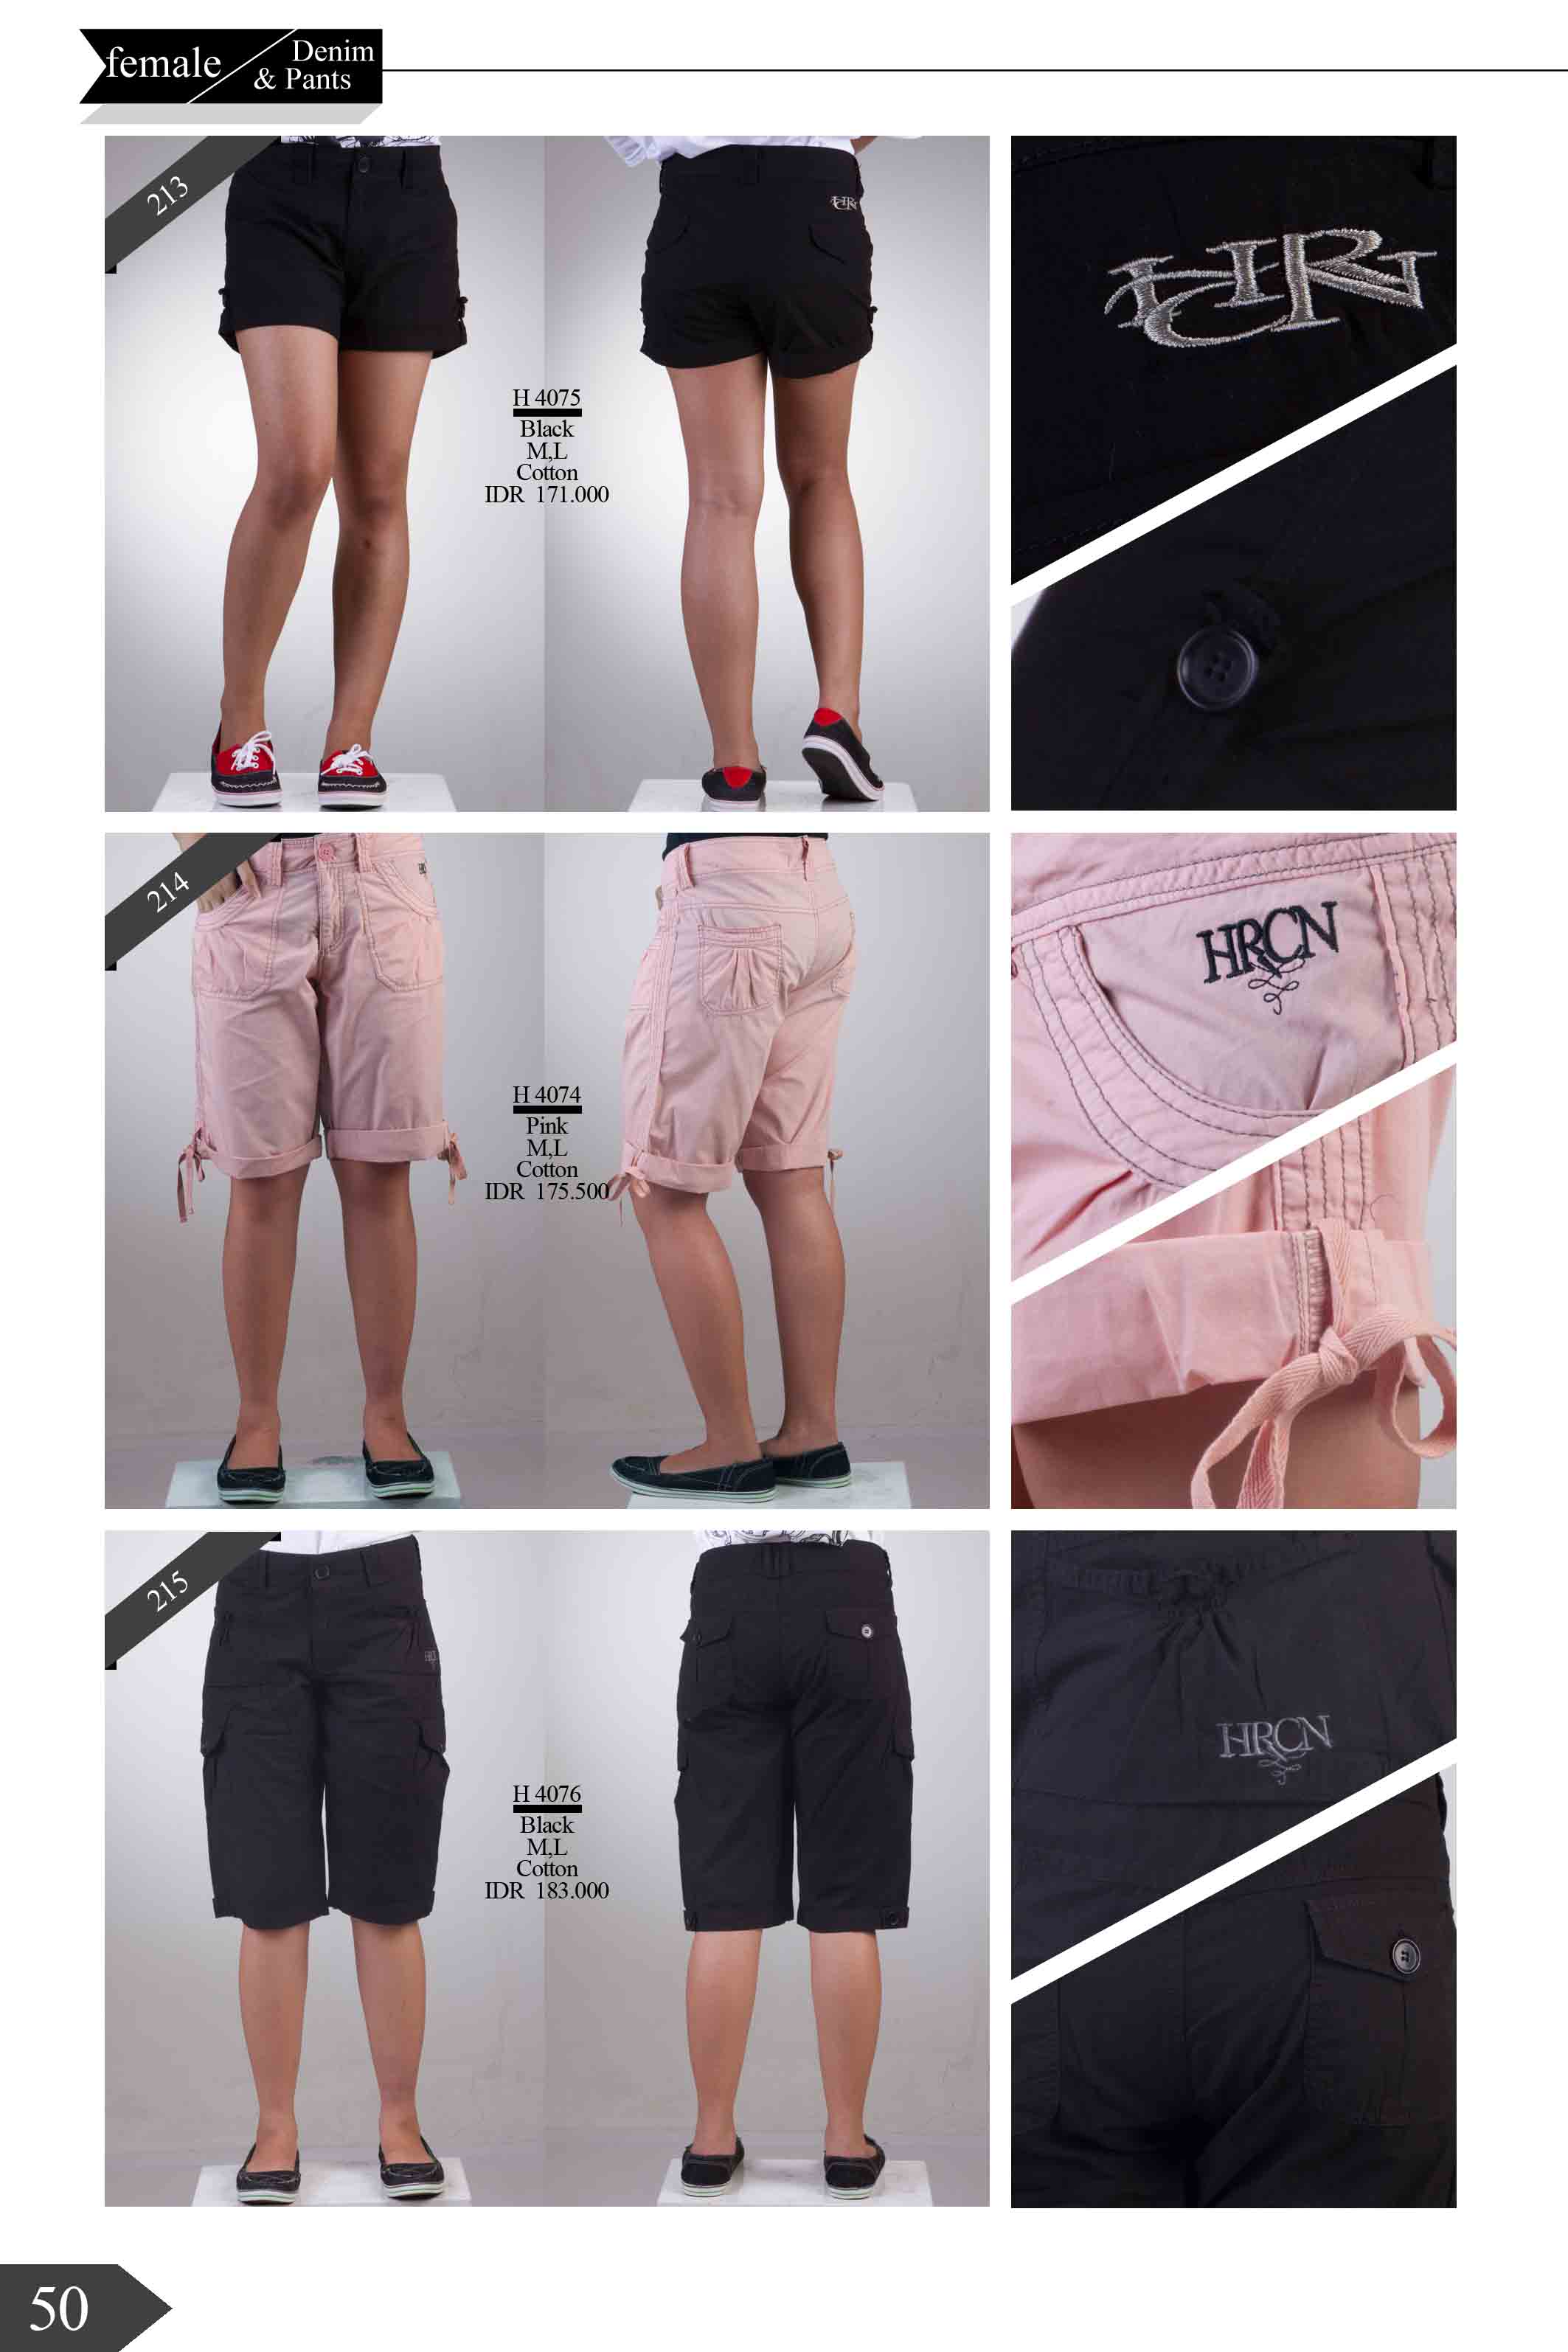 female
Denim
& Pants
213
HRCN
H 4075
Black
M,L
Cotton
IDR 171.000
214
HRCN
H 4074
Pink
M,L
Cotton
IDR 175.500
215
HRCN
H 4076
Black
M,L
Cotton
IDR 183.000
50